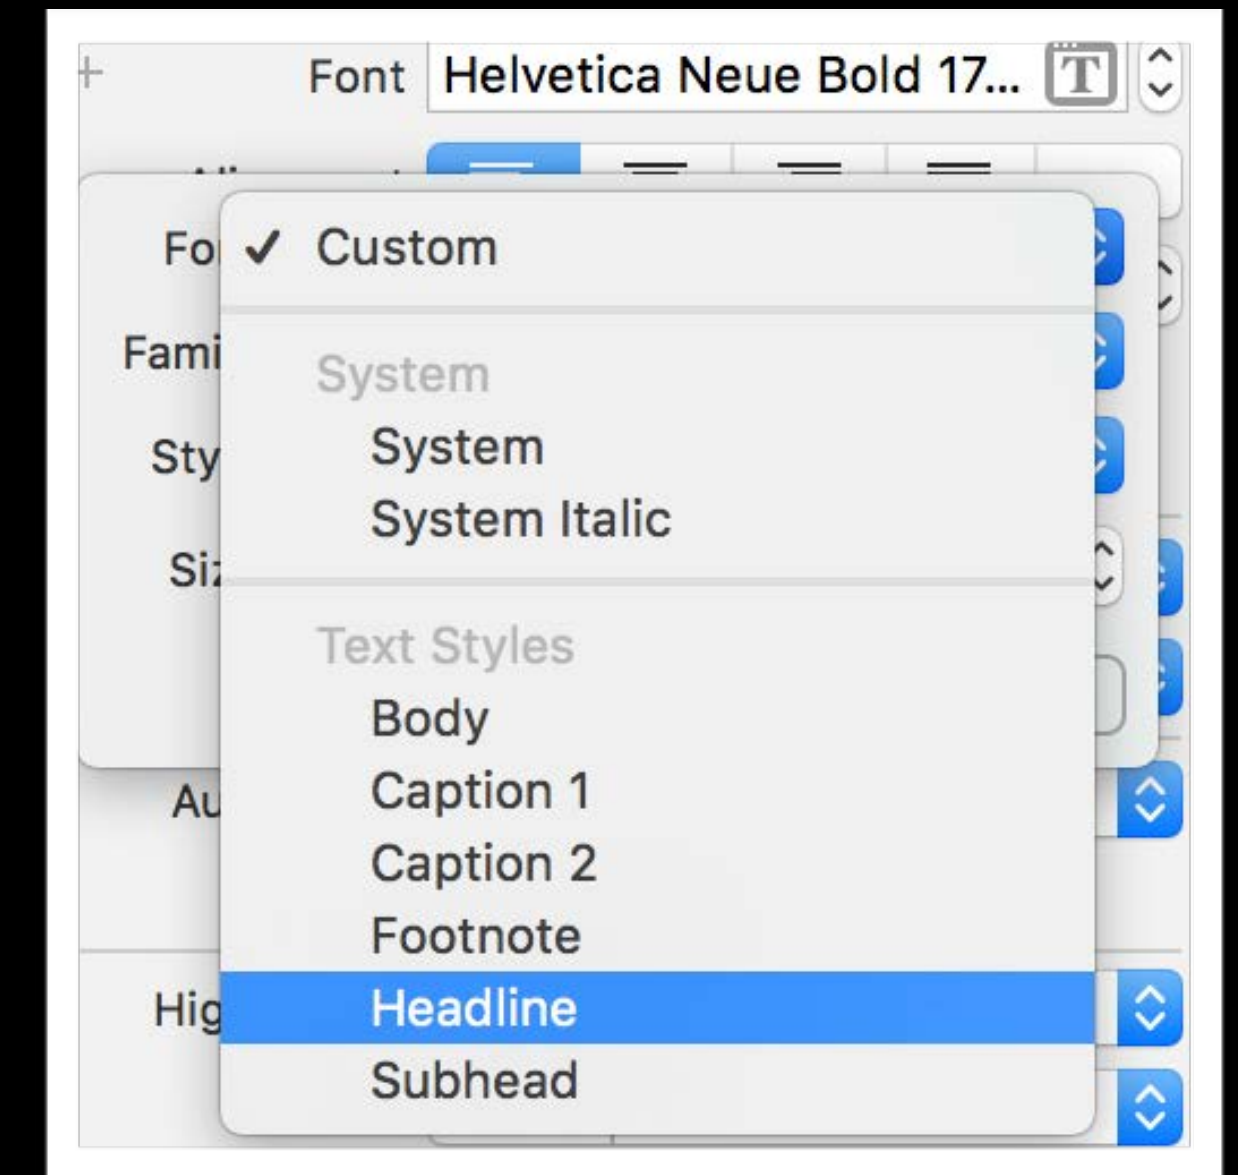 Font Helvetica Neue Bold 17...
Custom
System
System
System Italic
Text Styles
Body
Caption 1
Caption 2
Footnote
Headline
Subhead